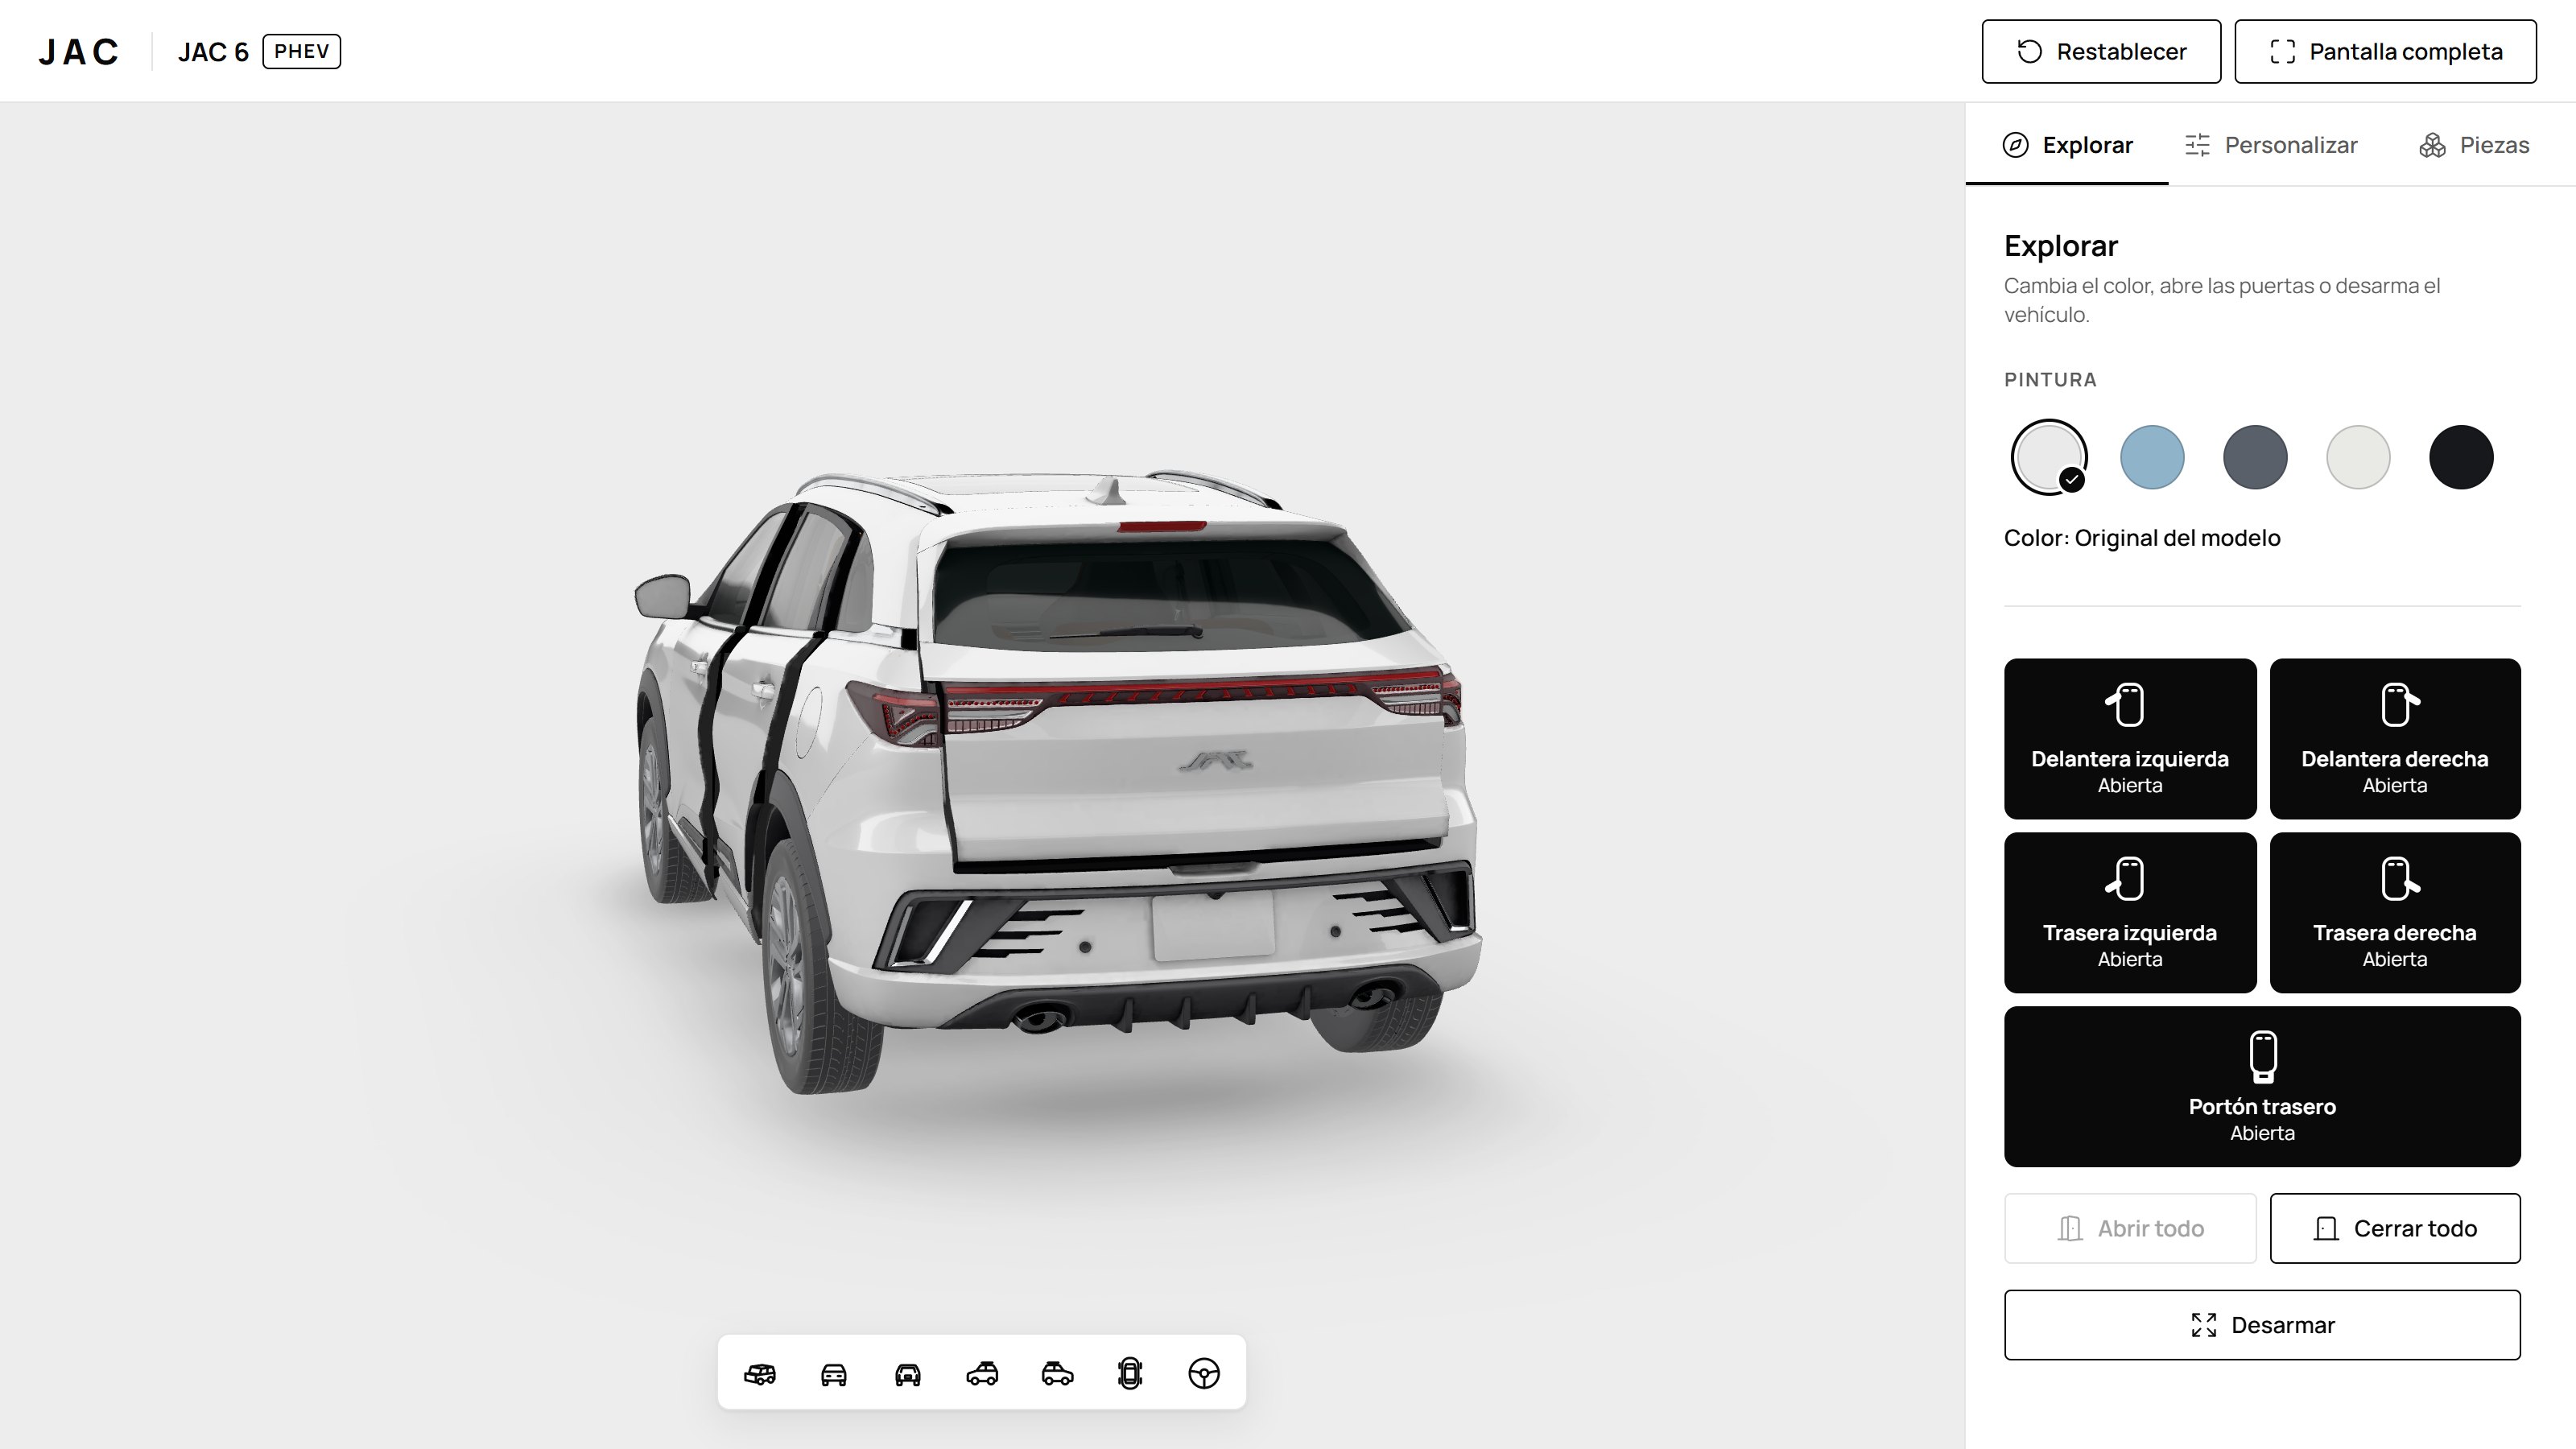 JAC
JAC 6 PHEV
Restablecer
Pantalla completa
Explorar
Personalizar
Piezas
Explorar
Cambia el color, abre las puertas o desarma el
vehículo.
PINTURA
Color: Original del modelo
Delantera izquierda
Abierta
Delantera derecha
Abierta
Trasera izquierda
Abierta
Trasera derecha
Abierta
Portón trasero
Abierta
Abrir todo
Cerrar todo
Desarmar
JAC